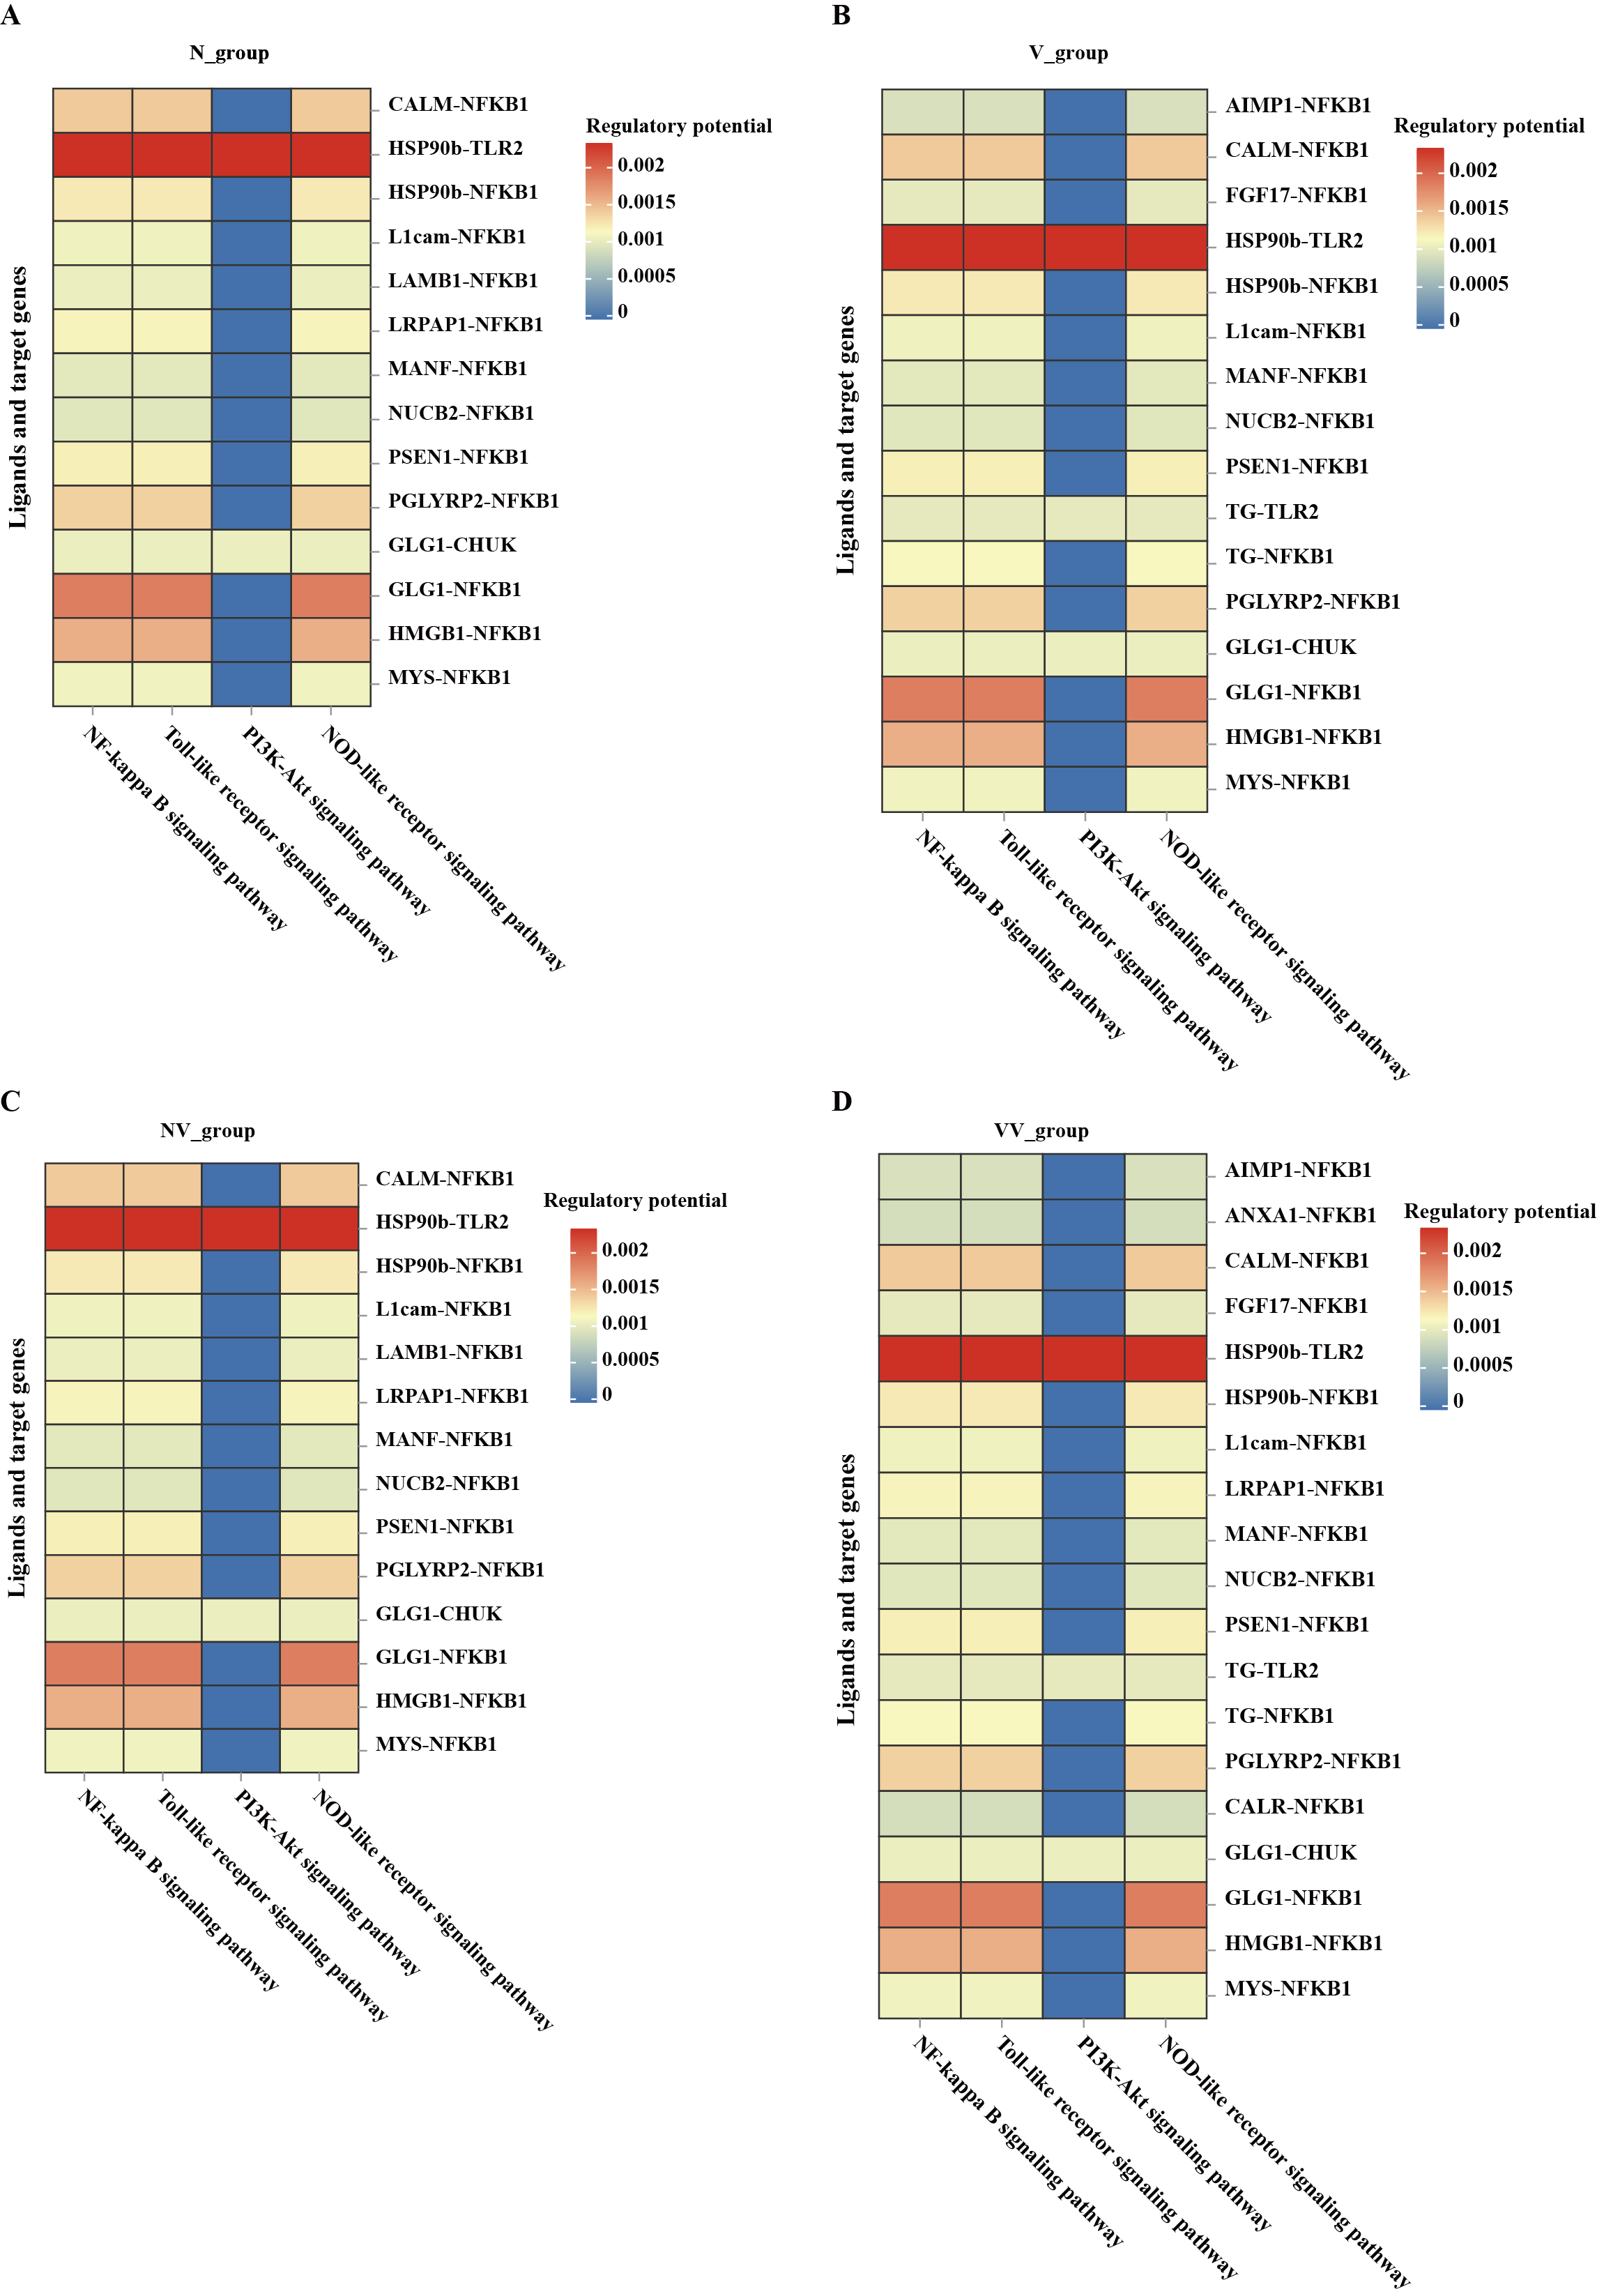 A
N_group
CALM-NFKB1
HSP90b-TLR2
HSP90b-NFKB1
L1cam-NFKB1
LAMB1-NFKB1
LRPAP1-NFKB1
MANF-NFKB1
NUCB2-NFKB1
PSEN1-NFKB1
PGLYRP2-NFKB1
GLG1-CHUK
GLG1-NFKB1
HMGB1-NFKB1
MYS-NFKB1
Ligands and target genes
NF-kappa B signaling pathway
Toll-like receptor signaling pathway
PI3K-Akt signaling pathway
NOD-like receptor signaling pathway
Regulatory potential
0.002
0.0015
0.001
0.0005
0
B
V_group
AIMP1-NFKB1
CALM-NFKB1
FGF17-NFKB1
HSP90b-TLR2
HSP90b-NFKB1
L1cam-NFKB1
MANF-NFKB1
NUCB2-NFKB1
PSEN1-NFKB1
TG-TLR2
TG-NFKB1
PGLYRP2-NFKB1
GLG1-CHUK
GLG1-NFKB1
HMGB1-NFKB1
MYS-NFKB1
Ligands and target genes
NF-kappa B signaling pathway
Toll-like receptor signaling pathway
PI3K-Akt signaling pathway
NOD-like receptor signaling pathway
Regulatory potential
0.002
0.0015
0.001
0.0005
0
C
NV_group
CALM-NFKB1
HSP90b-TLR2
HSP90b-NFKB1
L1cam-NFKB1
LAMB1-NFKB1
LRPAP1-NFKB1
MANF-NFKB1
NUCB2-NFKB1
PSEN1-NFKB1
PGLYRP2-NFKB1
GLG1-CHUK
GLG1-NFKB1
HMGB1-NFKB1
MYS-NFKB1
Ligands and target genes
NF-kappa B signaling pathway
Toll-like receptor signaling pathway
PI3K-Akt signaling pathway
NOD-like receptor signaling pathway
Regulatory potential
0.002
0.0015
0.001
0.0005
0
D
VV_group
AIMP1-NFKB1
ANXA1-NFKB1
CALM-NFKB1
FGF17-NFKB1
HSP90b-TLR2
HSP90b-NFKB1
L1cam-NFKB1
LRPAP1-NFKB1
MANF-NFKB1
NUCB2-NFKB1
PSEN1-NFKB1
TG-TLR2
TG-NFKB1
PGLYRP2-NFKB1
CALR-NFKB1
GLG1-CHUK
GLG1-NFKB1
HMGB1-NFKB1
MYS-NFKB1
Ligands and target genes
NF-kappa B signaling pathway
Toll-like receptor signaling pathway
PI3K-Akt signaling pathway
NOD-like receptor signaling pathway
Regulatory potential
0.002
0.0015
0.001
0.0005
0